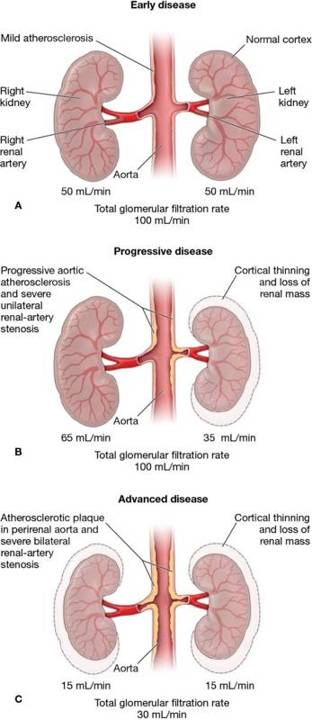 Early disease
Mild atherosclerosis
Normal cortex
Right
kidney
Left
kidney
Right
renal
artery
Left
renal
artery
Aorta
50 mL/min
50 mL/min
A
Total glomerular filtration rate
100 mL/min
Progressive disease
Progressive aortic
atherosclerosis
and severe
unilateral
renal-artery
stenosis
Cortical thinning
and loss of
renal mass
Aorta
65 mL/min
35 mL/min
B
Total glomerular filtration rate
100 mL/min
Advanced disease
Atherosclerotic plaque
in perirenal aorta and
severe bilateral
renal-artery
stenosis
Cortical thinning
and loss of
renal mass
Aorta
15 mL/min
15 mL/min
C
Total glomerular filtration rate
30 mL/min